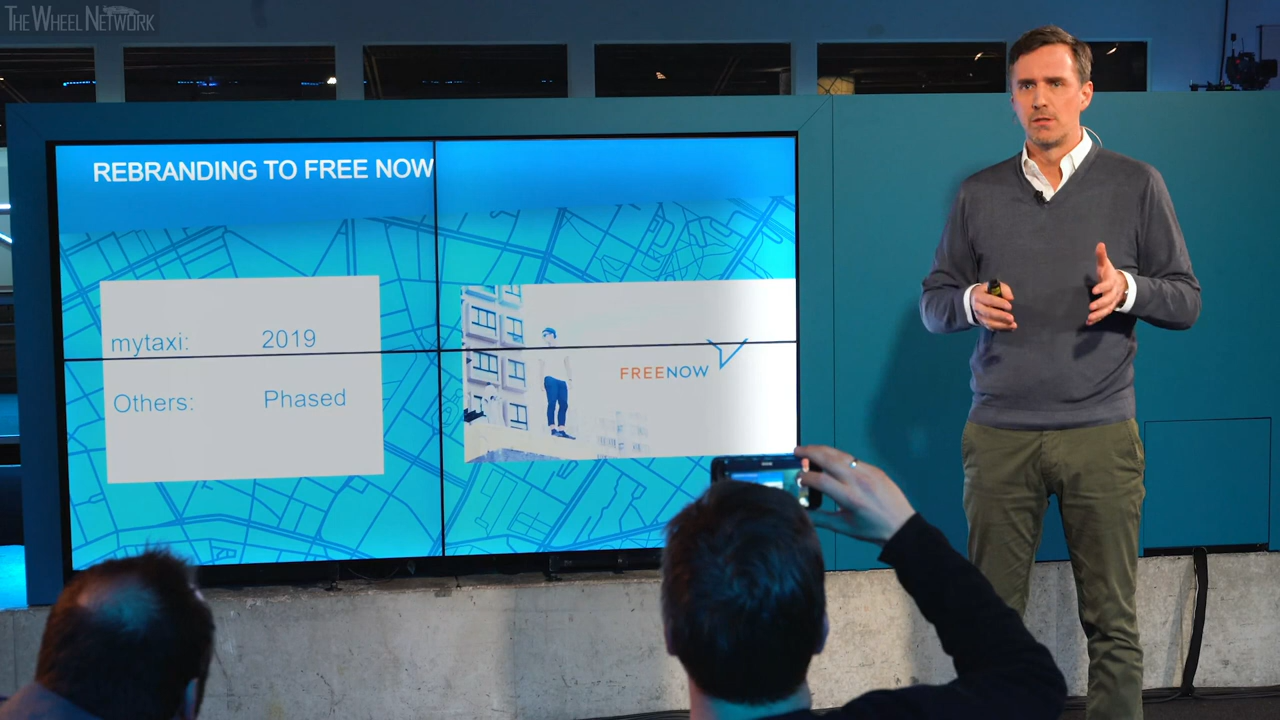 THE WHEEL NETWORK
REBRANDING TO FREE NOW
mytaxi: 2019
Others: Phased
FREENOW